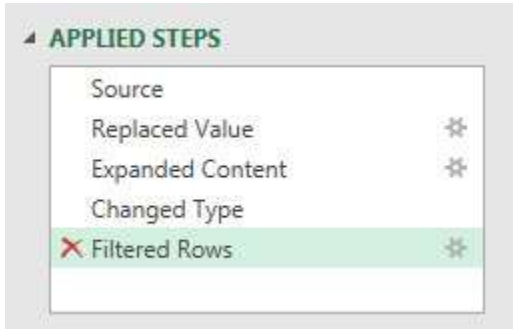 APPLIED STEPS
Source
Replaced Value
Expanded Content
Changed Type
Filtered Rows